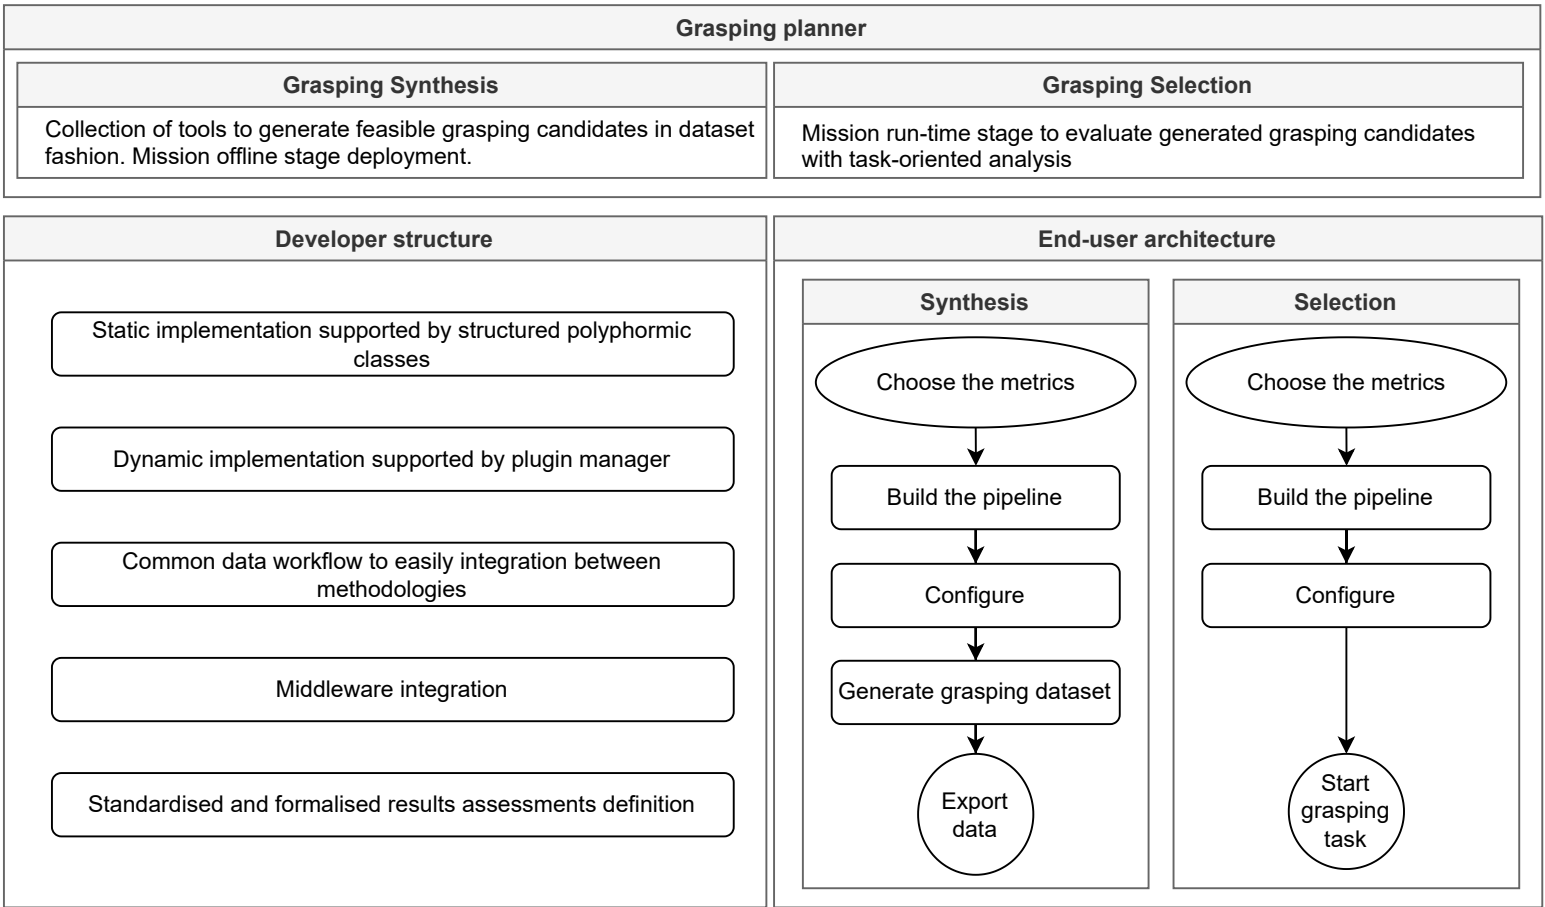 Grasping planner
Grasping Synthesis
Collection of tools to generate feasible grasping candidates in dataset
fashion. Mission offline stage deployment.
Grasping Selection
Mission run-time stage to evaluate generated grasping candidates
with task-oriented analysis
Developer structure
Static implementation supported by structured polyphormic
classes
Dynamic implementation supported by plugin manager
Common data workflow to easily integration between
methodologies
Middleware integration
Standardised and formalised results assessments definition
End-user architecture
Synthesis
Choose the metrics
Build the pipeline
Configure
Generate grasping dataset
Export
data
Selection
Choose the metrics
Build the pipeline
Configure
Start
grasping
task